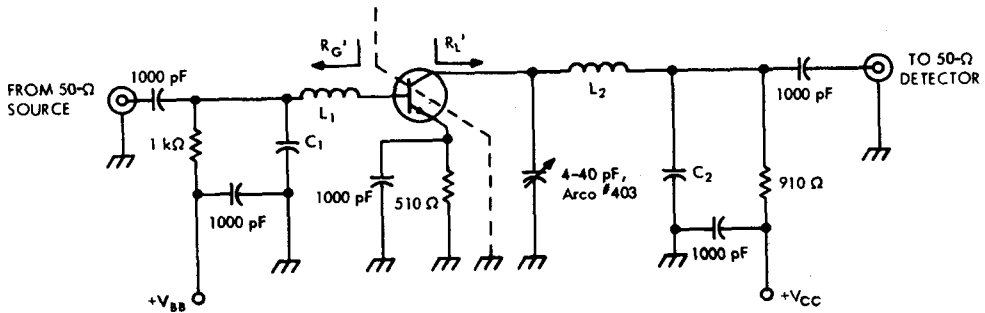 R_G'
R_L'
FROM 50-Ω
SOURCE
1000 pF
L₁
1 kΩ
C₁
1000 pF
+V_BB
1000 pF
510 Ω
4–40 pF,
Arco #403
L₂
C₂
1000 pF
910 Ω
1000 pF
+V_CC
TO 50-Ω
DETECTOR